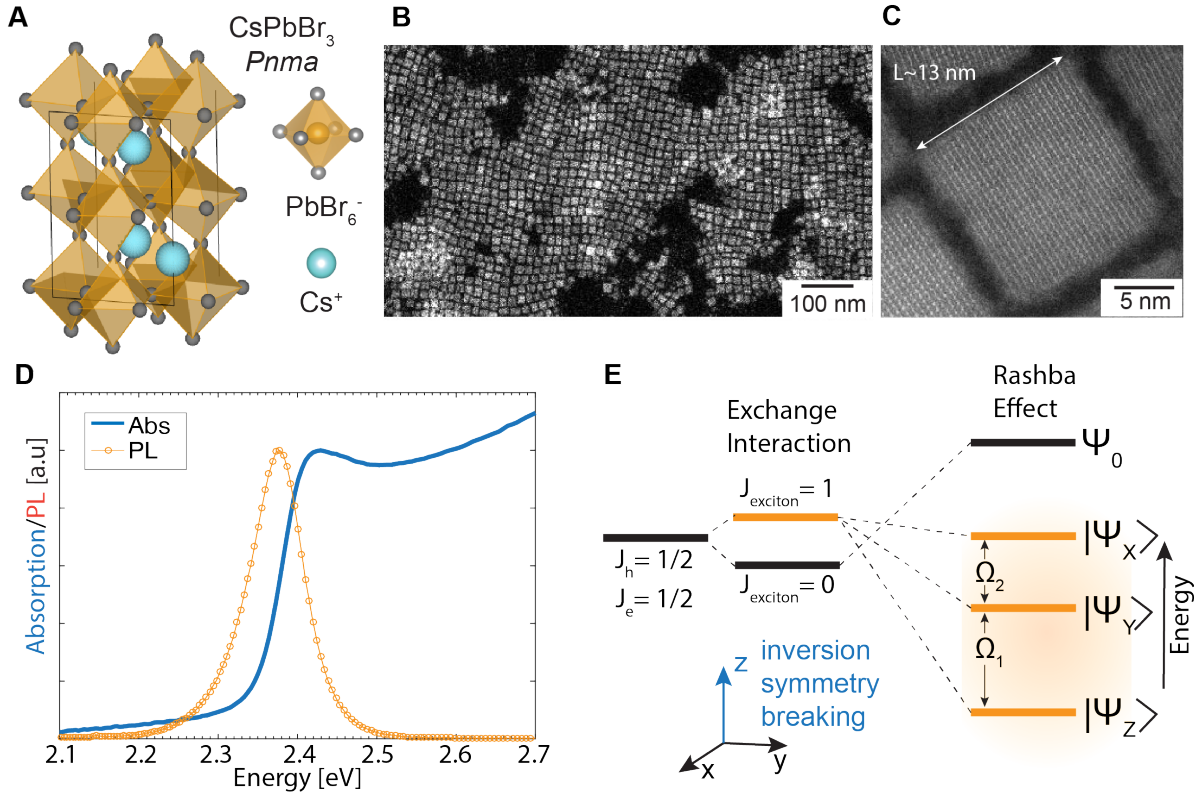 A
CsPbBr3
Pnma
PbBr6-
Cs+
B
100 nm
C
L~13 nm
5 nm
D
Abs
PL
Absorption/PL [a.u]
2.1 2.2 2.3 2.4 2.5 2.6 2.7
Energy [eV]
E
Exchange
Interaction
Rashba
Effect
Jh = 1/2
Je = 1/2
Jexciton = 1
Jexciton = 0
Ψ0
|ΨX>
Ω2
|ΨY>
Ω1
|ΨZ>
Energy
z
y
x
inversion
symmetry
breaking